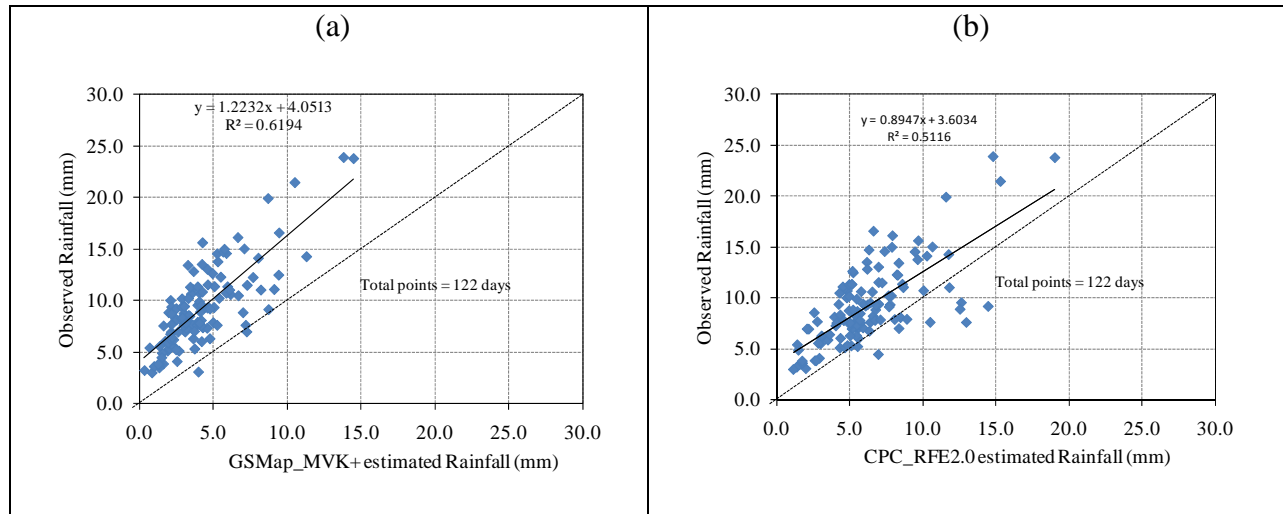 (a)
y = 1.2232x + 4.0513
R² = 0.6194
30.0
25.0
20.0
15.0
10.0
5.0
0.0
Observed Rainfall (mm)
Total points = 122 days
0.0 5.0 10.0 15.0 20.0 25.0 30.0
GSMap_MVK+ estimated Rainfall (mm)
(b)
y = 0.8947x + 3.6034
R² = 0.5116
30.0
25.0
20.0
15.0
10.0
5.0
0.0
Observed Rainfall (mm)
Total points = 122 days
0.0 5.0 10.0 15.0 20.0 25.0 30.0
CPC_RFE2.0 estimated Rainfall (mm)